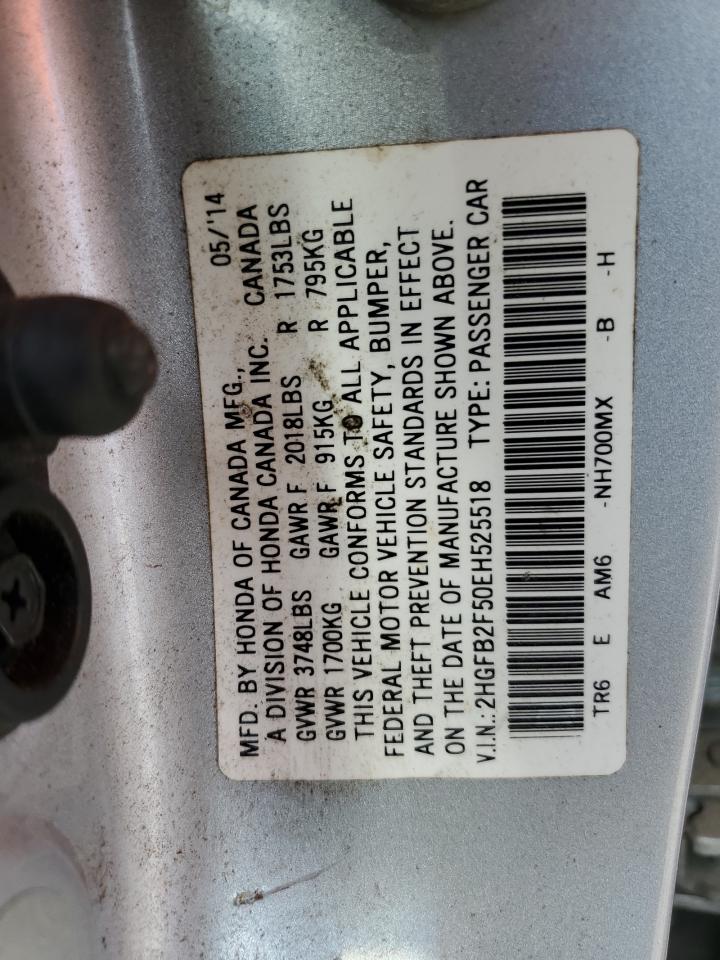 MFD. BY HONDA OF CANADA MFG., 05/'14
A DIVISION OF HONDA CANADA INC. CANADA
GVWR 3748LBS GAWR F 2018LBS R 1753LBS
GVWR 1700KG GAWR F 915KG R 795KG
THIS VEHICLE CONFORMS TO ALL APPLICABLE
FEDERAL MOTOR VEHICLE SAFETY, BUMPER,
AND THEFT PREVENTION STANDARDS IN EFFECT
ON THE DATE OF MANUFACTURE SHOWN ABOVE.
V.I.N.: 2HGFB2F50EH525518 TYPE: PASSENGER CAR
TR6 E AM6 -NH700MX -B -H